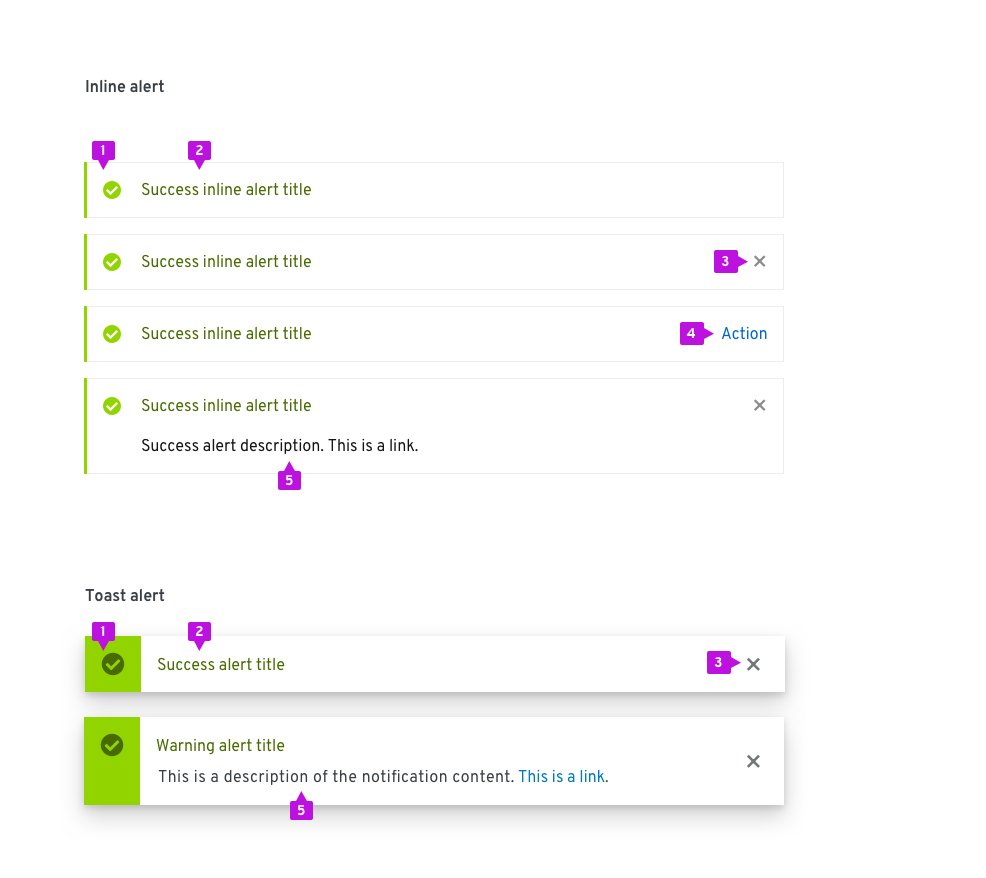 Inline alert
1 2
Success inline alert title
Success inline alert title 3
Success inline alert title 4 Action
Success inline alert title
Success alert description. This is a link.
5
Toast alert
1 2
Success alert title 3
Warning alert title
This is a description of the notification content. This is a link.
5